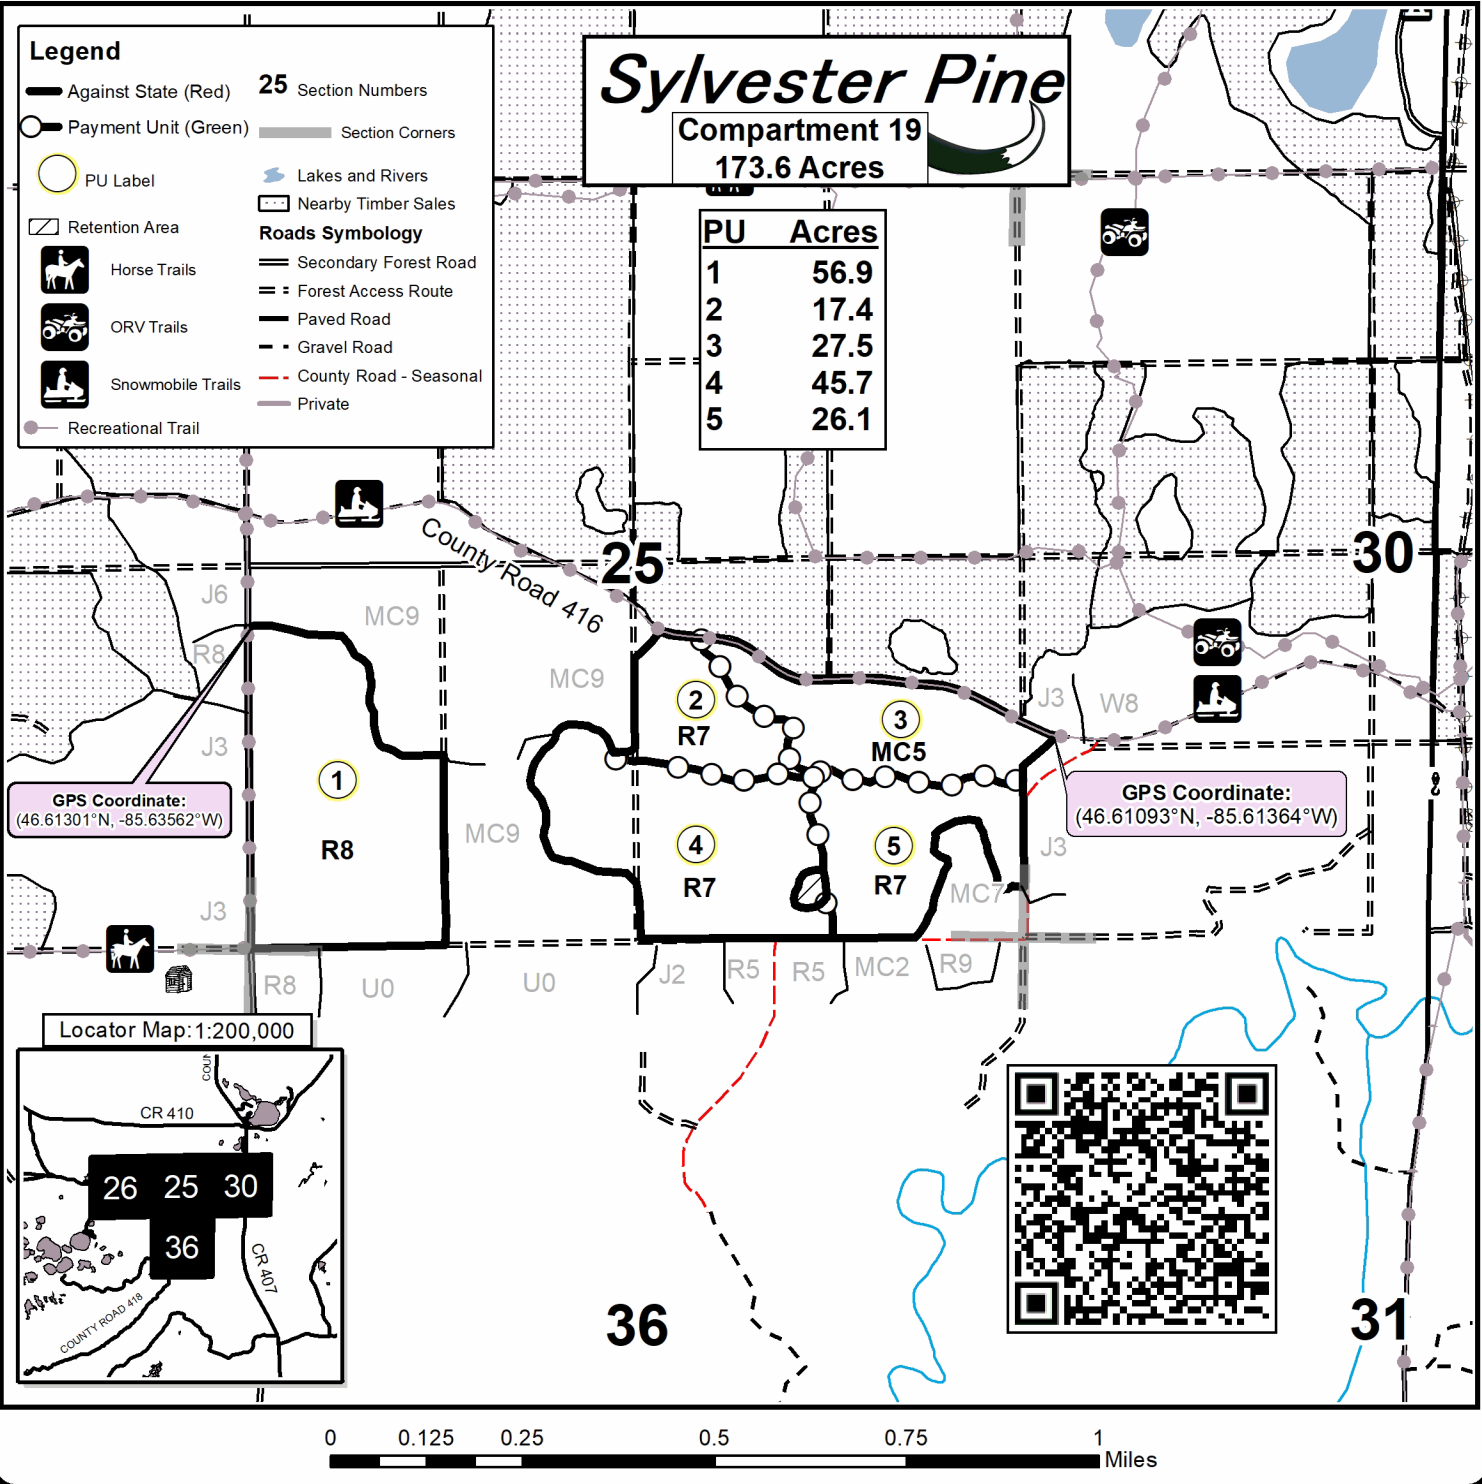 Legend
Against State (Red)
Payment Unit (Green)
PU Label
Retention Area
Horse Trails
ORV Trails
Snowmobile Trails
Recreational Trail
25 Section Numbers
Section Corners
Lakes and Rivers
Nearby Timber Sales
Roads Symbology
Secondary Forest Road
Forest Access Route
Paved Road
Gravel Road
County Road - Seasonal
Private
Sylvester Pine
Compartment 19
173.6 Acres
PU Acres
1 56.9
2 17.4
3 27.5
4 45.7
5 26.1
County Road 416
25
30
J6
MC9
R8
MC9
J3
W8
2
R7
3
MC5
J3
1
R8
GPS Coordinate:
(46.61301°N, -85.63562°W)
GPS Coordinate:
(46.61093°N, -85.61364°W)
MC9
4
R7
5
R7
J3
MC7
J3
R8
U0
U0
J2
R5
R5
MC2
R9
Locator Map:1:200,000
COUN
CR 410
26 25 30
36
CR 407
COUNTY ROAD 418
36
31
0 0.125 0.25 0.5 0.75 1
Miles